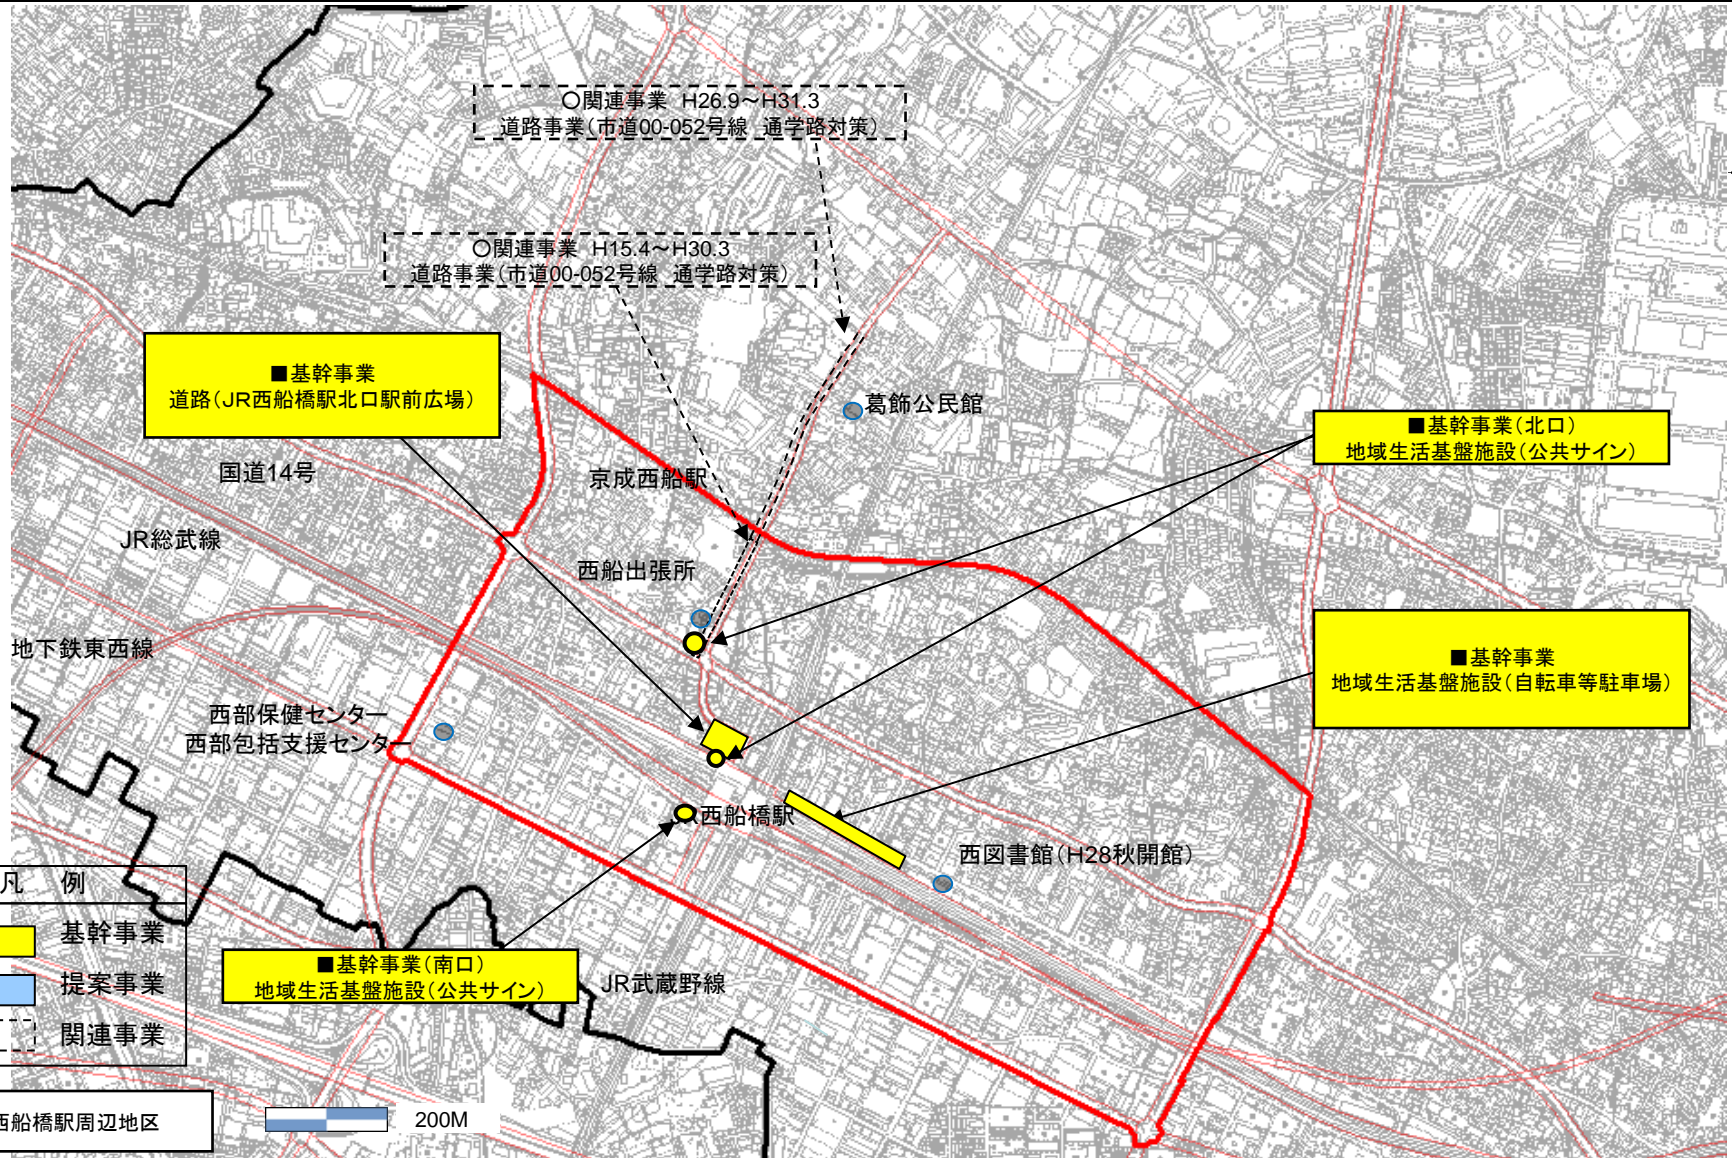 ○関連事業 H26.9～H31.3
道路事業(市道00-052号線 通学路対策)
○関連事業 H15.4～H30.3
道路事業(市道00-052号線 通学路対策)
■基幹事業
道路(JR西船橋駅北口駅前広場)
葛飾公民館
■基幹事業(北口)
地域生活基盤施設(公共サイン)
国道14号
京成西船駅
JR総武線
西船出張所
地下鉄東西線
■基幹事業
地域生活基盤施設(自転車等駐車場)
西部保健センター
西部包括支援センター
JR西船橋駅
西図書館(H28秋開館)
凡 例
基幹事業
提案事業
関連事業
■基幹事業(南口)
地域生活基盤施設(公共サイン)
JR武蔵野線
西船橋駅周辺地区
200M